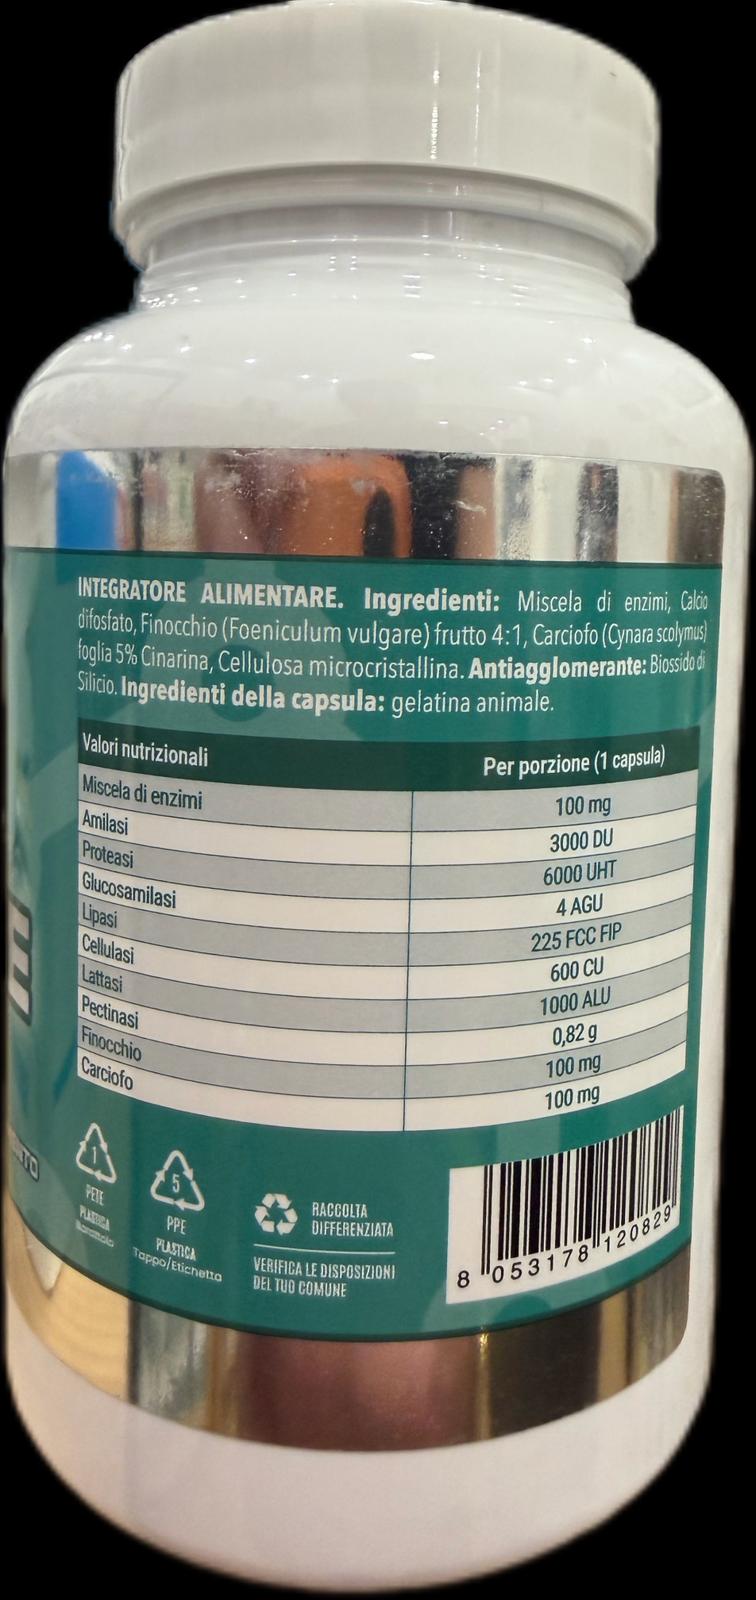 INTEGRATORE ALIMENTARE. Ingredienti: Miscela di enzimi, Calcio
difosfato, Finocchio (Foeniculum vulgare) frutto 4:1, Carciofo (Cynara scolymus)
foglia 5% Cinarina, Cellulosa microcristallina. Antiagglomerante: Biossido di
Silicio. Ingredienti della capsula: gelatina animale.
Valori nutrizionali Per porzione (1 capsula)
Miscela di enzimi 100 mg
Amilasi 3000 DU
Proteasi 6000 UHT
Glucosamilasi 4 AGU
Lipasi 225 FCC FIP
Cellulasi 600 CU
Lattasi 1000 ALU
Pectinasi 0,82 g
Finocchio 100 mg
Carciofo 100 mg
E
NTO
1
PETE
PLASTICA
Barattolo
5
PPE
PLASTICA
Tappo/Etichetta
RACCOLTA
DIFFERENZIATA
VERIFICA LE DISPOSIZIONI
DEL TUO COMUNE
8 053178 120829